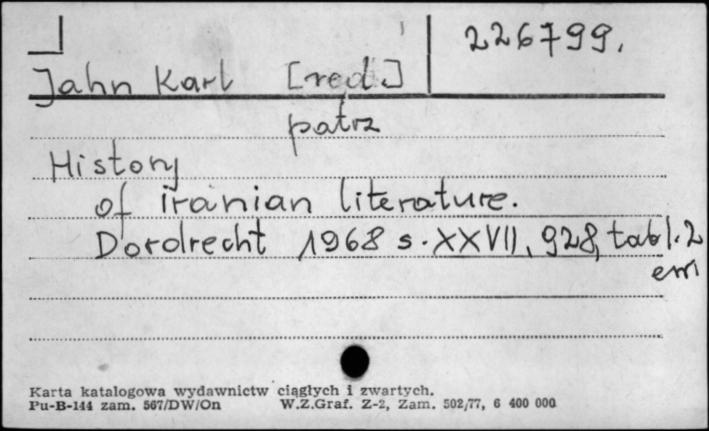 226799.
Jahn Karl [red.]
patrz
History
of iranian literature.
Dordrecht 1968 s. XXVII, 928, tabl. 2
em
Karta katalogowa wydawnictw ciągłych i zwartych.
Pu-B-144 zam. 567/DW/On W.Z.Graf. Z-2, Zam. 502/77, 6 400 000